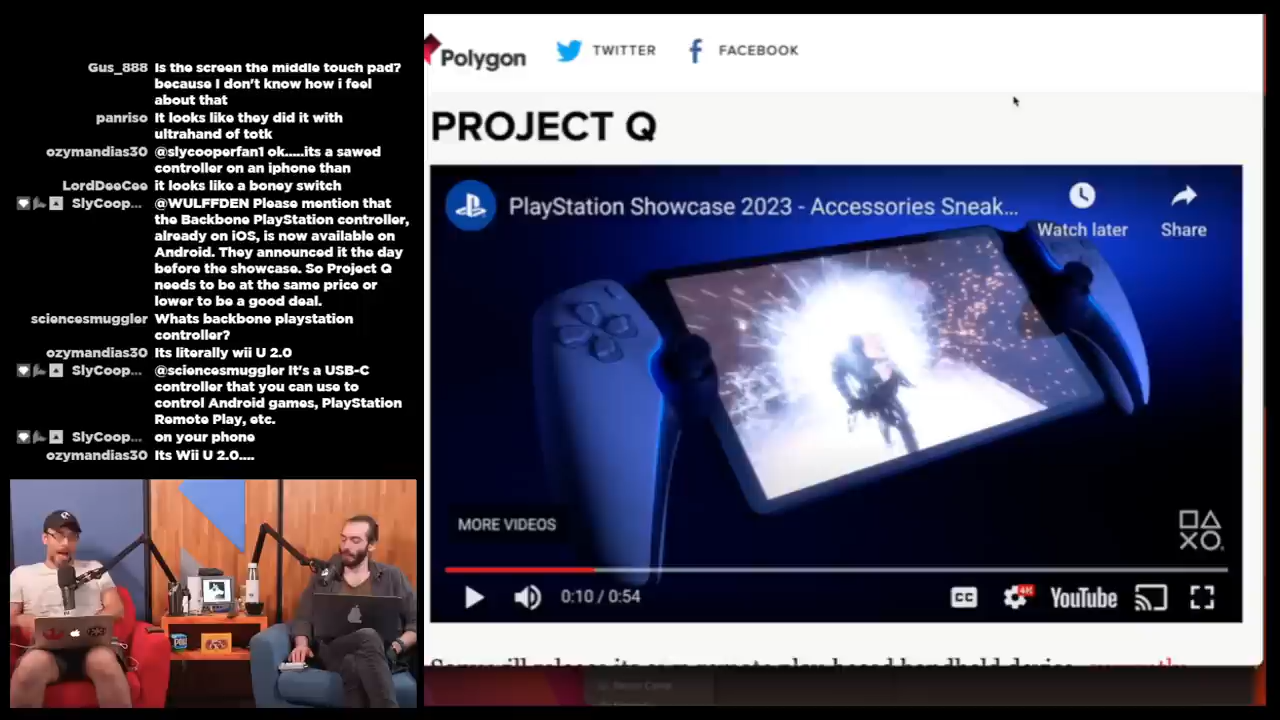 Gus_888 Is the screen the middle touch pad?
because I don't know how i feel
about that
panriso It looks like they did it with
ultrahand of totk
ozymandias30 @slycooperfan1 ok.....its a sawed
controller on an iphone than
LordDeeCee it looks like a boney switch
SlyCoop... @WULFFDEN Please mention that
the Backbone PlayStation controller,
already on iOS, is now available on
Android. They announced it the day
before the showcase. So Project Q
needs to be at the same price or
lower to be a good deal.
sciencesmuggler Whats backbone playstation
controller?
ozymandias30 Its literally wii U 2.0
SlyCoop... @sciencesmuggler It's a USB-C
controller that you can use to
control Android games, PlayStation
Remote Play, etc.
SlyCoop... on your phone
ozymandias30 Its Wii U 2.0....
Polygon TWITTER FACEBOOK
PROJECT Q
PlayStation Showcase 2023 - Accessories Sneak...
Watch later Share
MORE VIDEOS
0:10 / 0:54 CC 4K YouTube